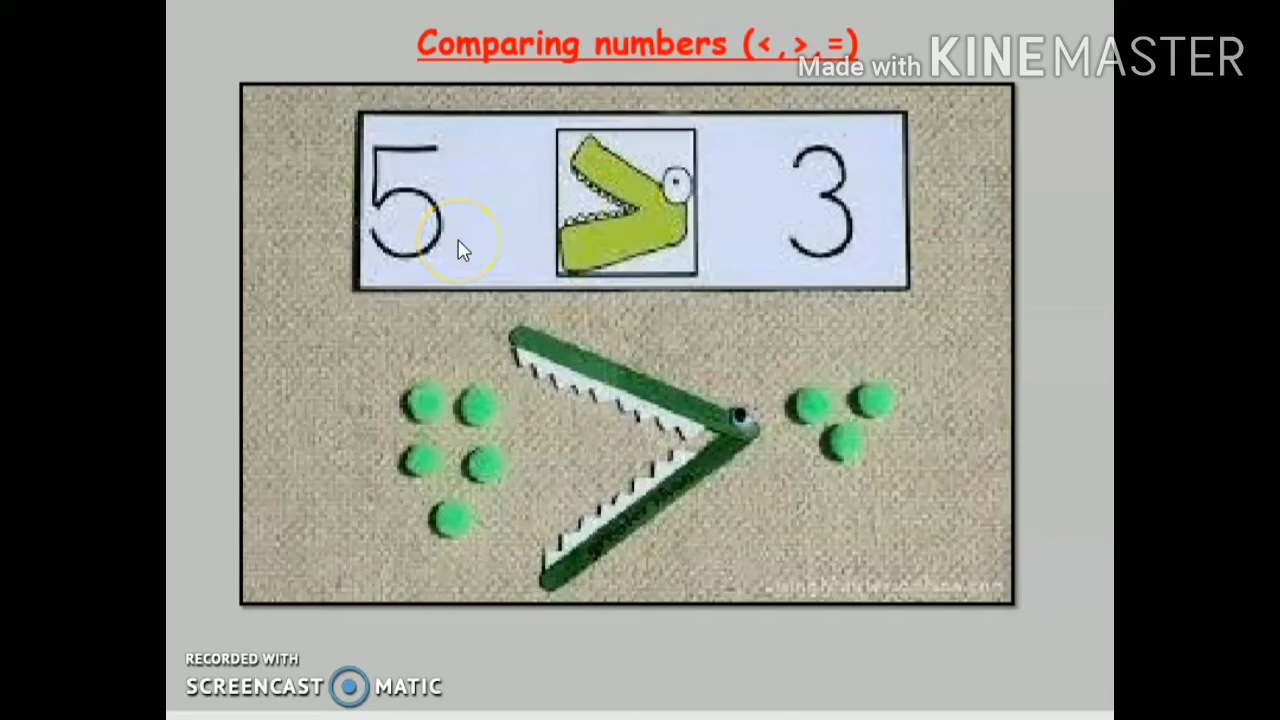 Comparing numbers (<,>,=)
Made with KINEMASTER
5 3
RECORDED WITH
SCREENCAST MATIC